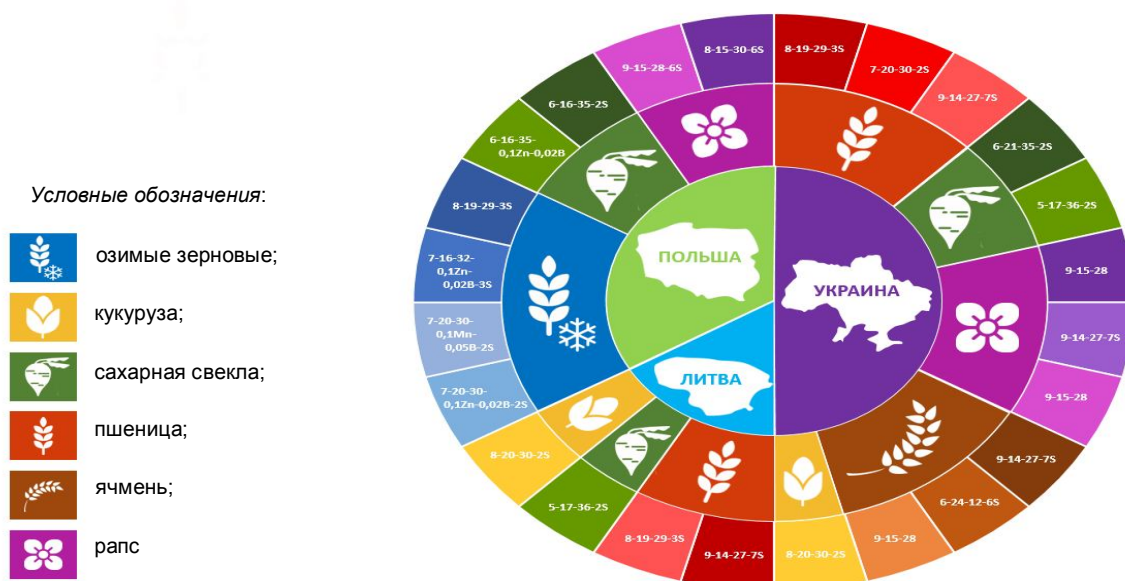 Условные обозначения:
озимые зерновые;
кукуруза;
сахарная свекла;
пшеница;
ячмень;
рапс
ПОЛЬША
УКРАИНА
ЛИТВА
8-19-29-3S
7-20-30-2S
9-14-27-7S
6-21-35-2S
5-17-36-2S
9-15-28
9-14-27-7S
9-15-28
9-14-27-7S
6-24-12-6S
9-15-28
8-20-30-2S
9-14-27-7S
8-19-29-3S
5-17-36-2S
8-20-30-2S
7-20-30-
0,1Zn-0,02B-2S
7-20-30-
0,1Mn-
0,05B-2S
7-16-32-
0,1Zn-
0,02B-3S
8-19-29-3S
6-16-35-
0,1Zn-0,02B
6-16-35-2S
9-15-28-6S
8-15-30-6S